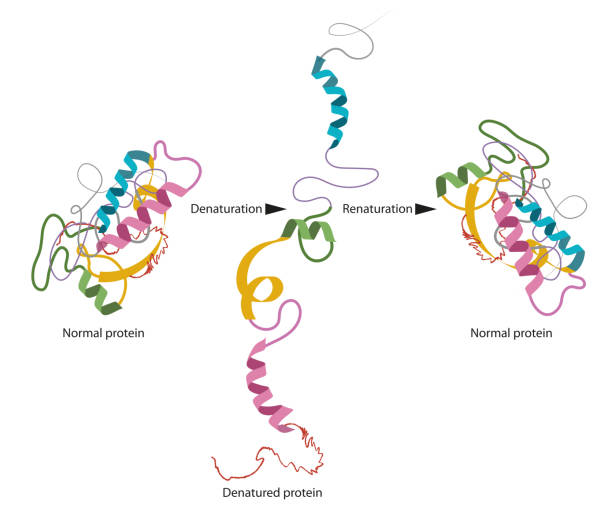 Denaturation
Renaturation
Normal protein
Normal protein
Denatured protein